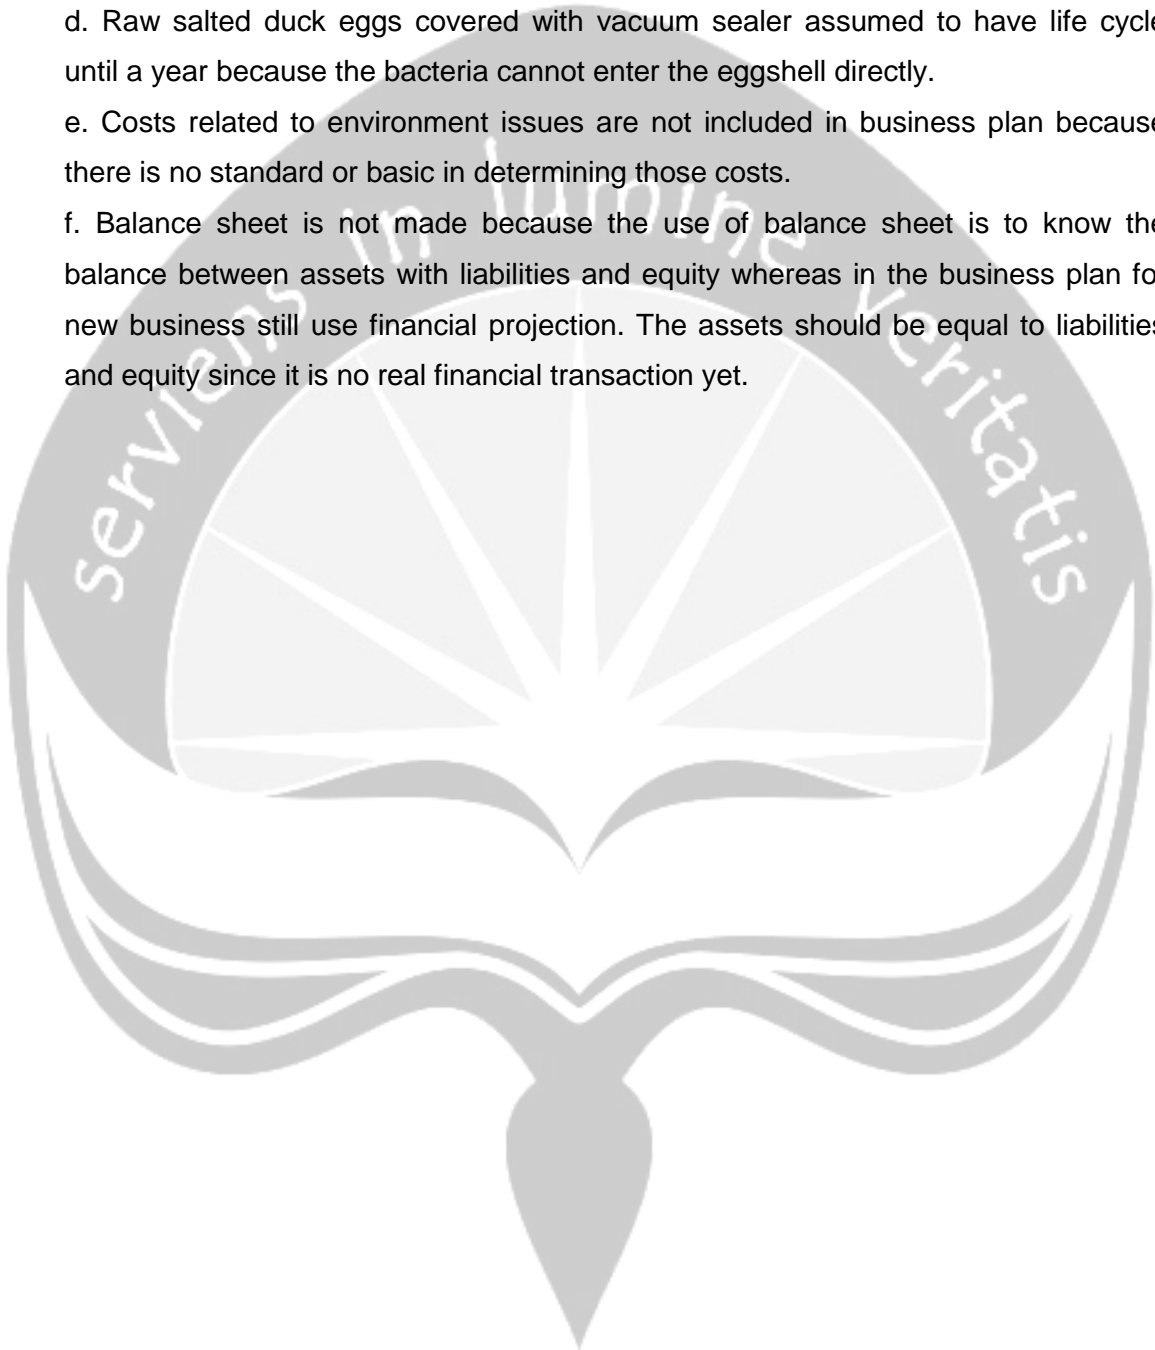 d. Raw salted duck eggs covered with vacuum sealer assumed to have life cycle
until a year because the bacteria cannot enter the eggshell directly.
e. Costs related to environment issues are not included in business plan because
there is no standard or basic in determining those costs.
f. Balance sheet is not made because the use of balance sheet is to know the
balance between assets with liabilities and equity whereas in the business plan fo
new business still use financial projection. The assets should be equal to liabilities
and equity since it is no real financial transaction yet.
serviens in lumine veritatis